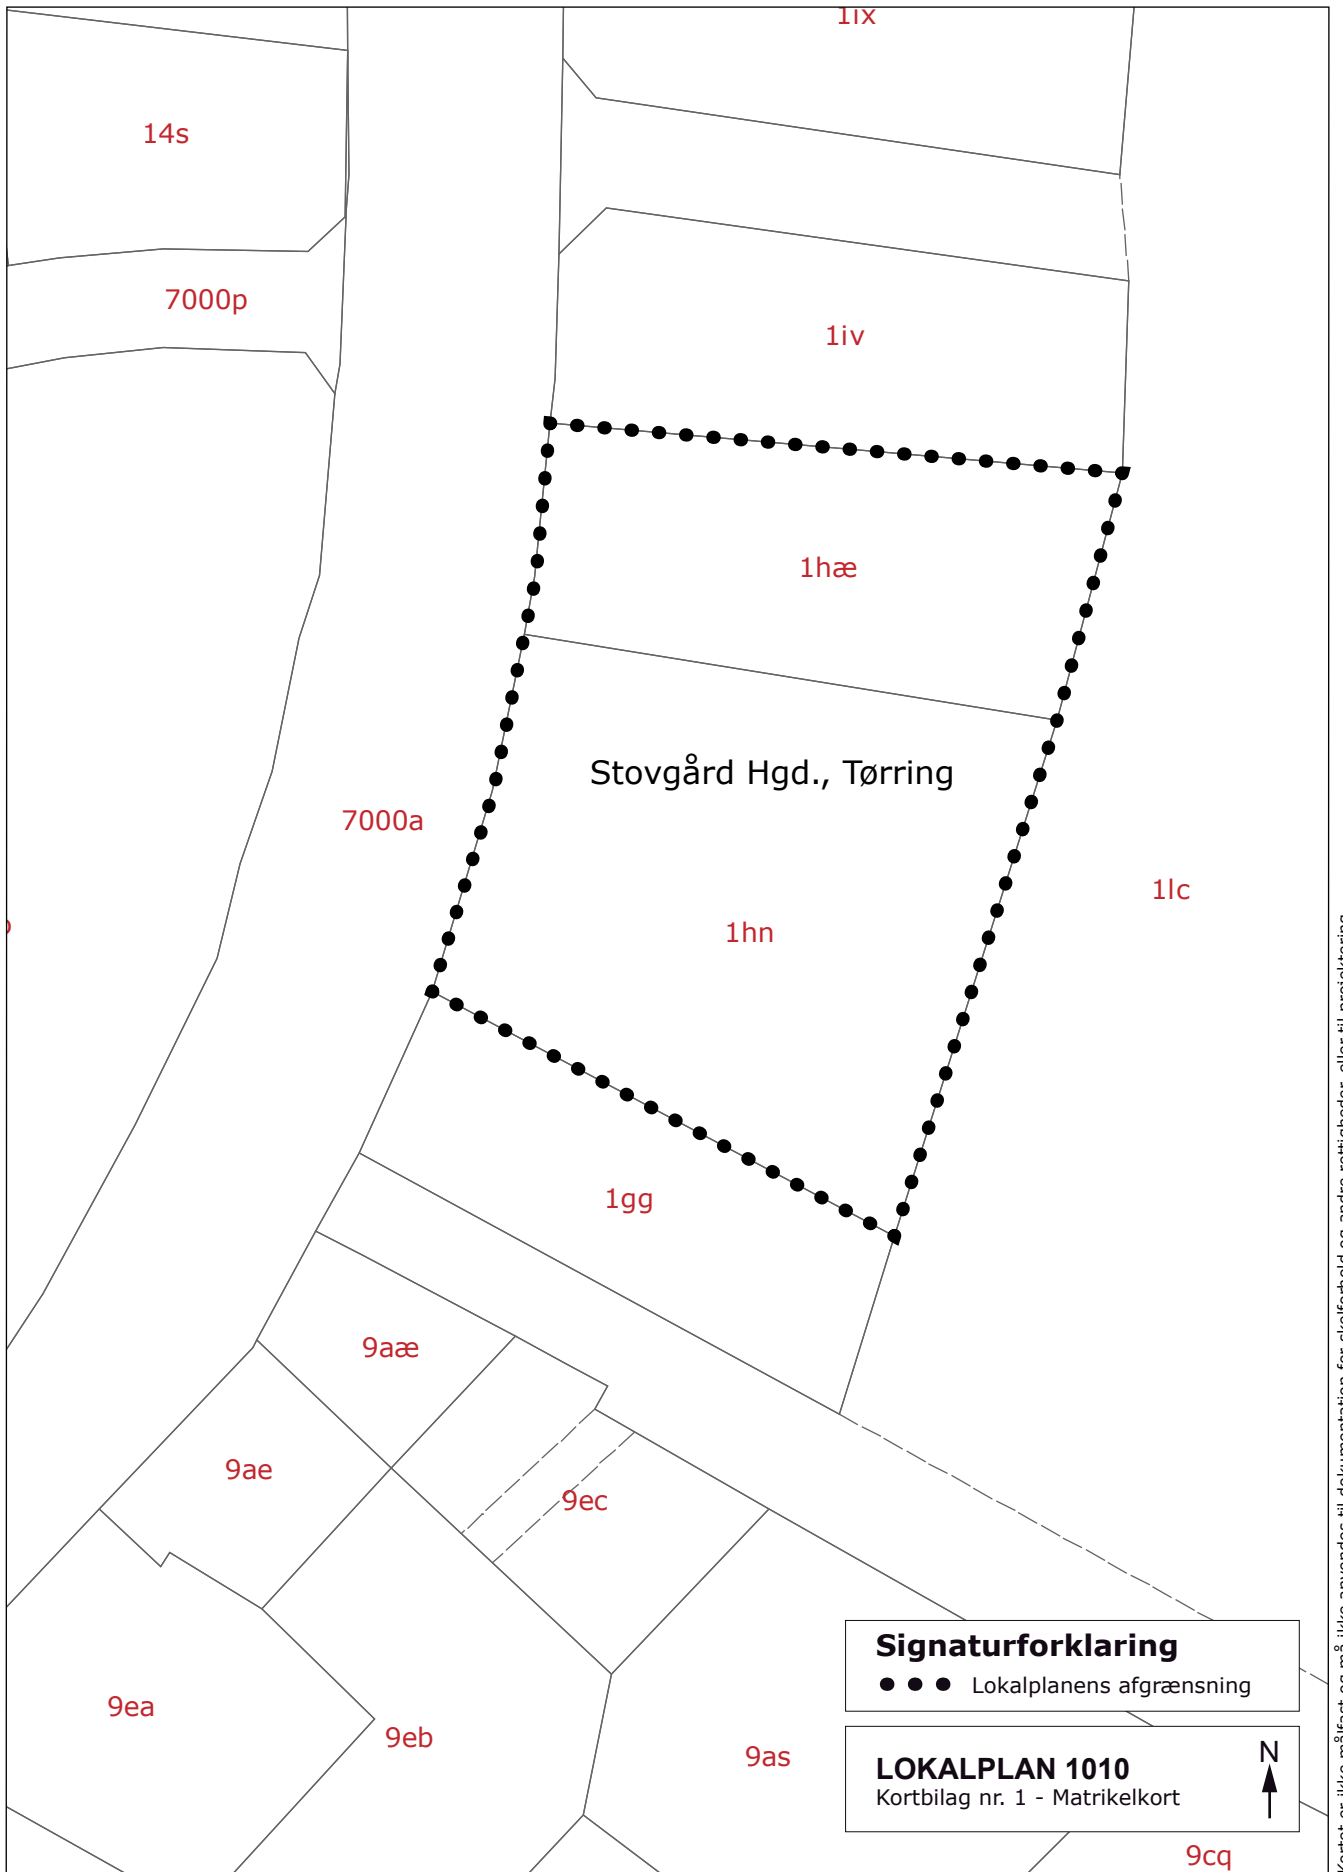 1ix
14s
7000p
1iv
1hæ
Stovgård Hgd., Tørring
7000a
1lc
1hn
1gg
9aæ
9ae
9ec
9ea
9eb
9as
9cq
Signaturforklaring
Lokalplanens afgrænsning
LOKALPLAN 1010
Kortbilag nr. 1 - Matrikelkort
N